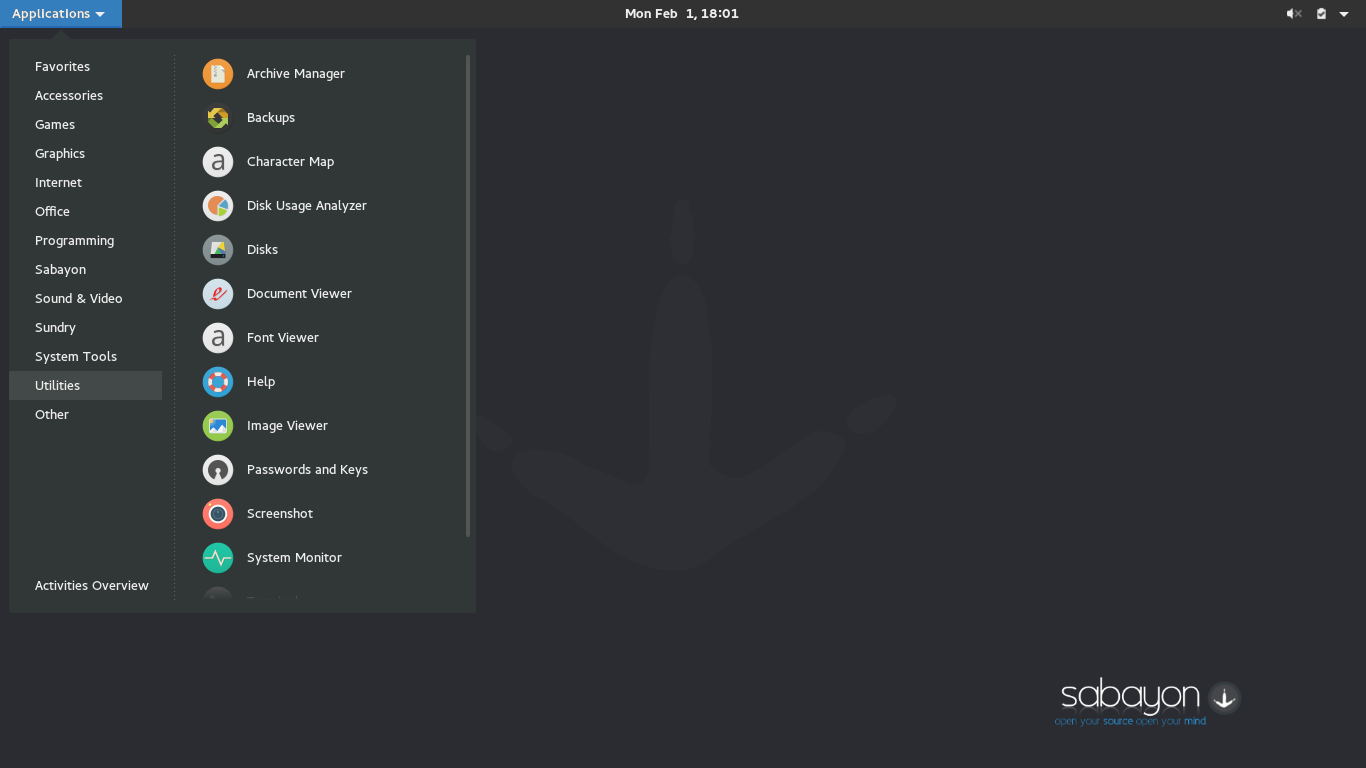 Applications
Mon Feb  1, 18:01
Favorites
Accessories
Games
Graphics
Internet
Office
Programming
Sabayon
Sound & Video
Sundry
System Tools
Utilities
Other
Activities Overview
Archive Manager
Backups
a Character Map
Disk Usage Analyzer
Disks
Document Viewer
a Font Viewer
Help
Image Viewer
Passwords and Keys
Screenshot
System Monitor
sabayon
open your source open your mind